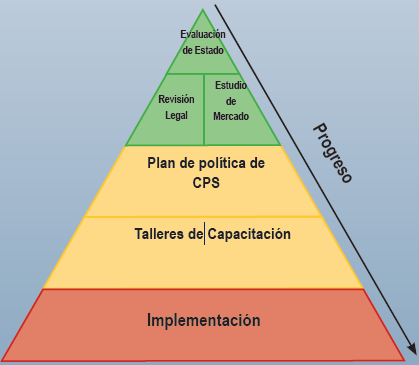 Evaluación
de Estado
Revisión
Legal
Estudio
de
Mercado
Progreso
Plan de política de
CPS
Talleres de Capacitación
Implementación